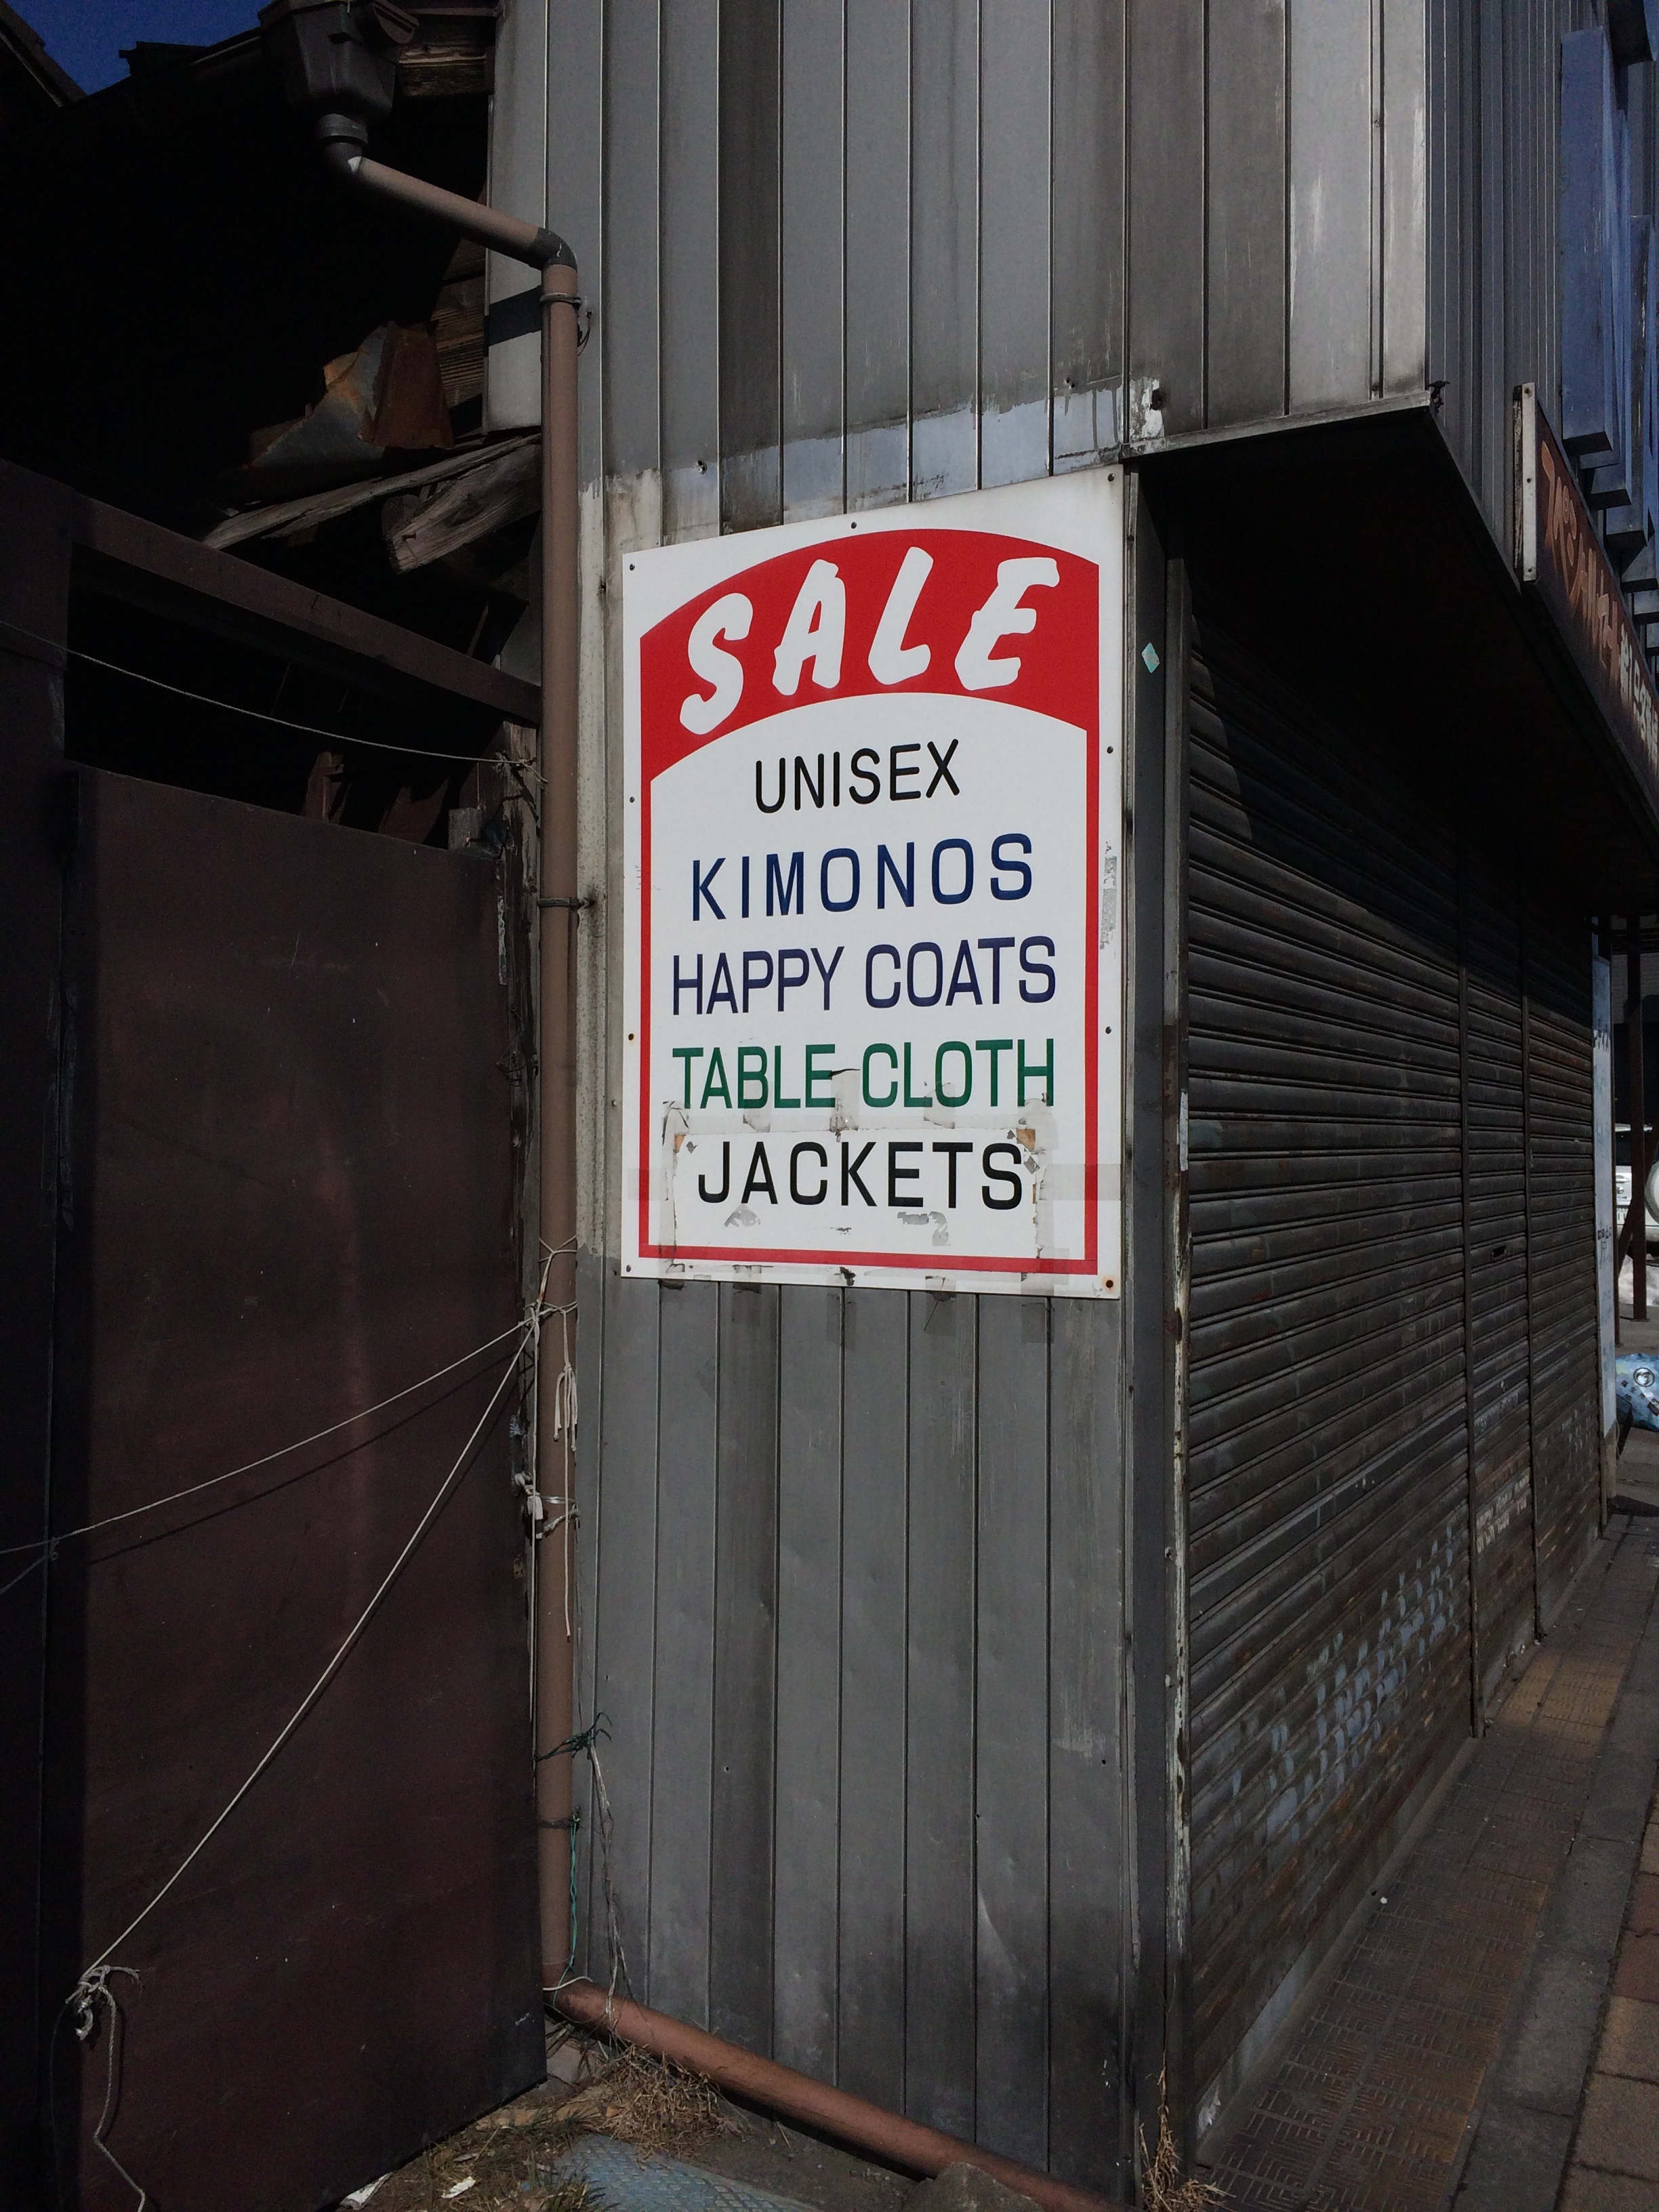 SALE
UNISEX
KIMONOS
HAPPY COATS
TABLE CLOTH
JACKETS